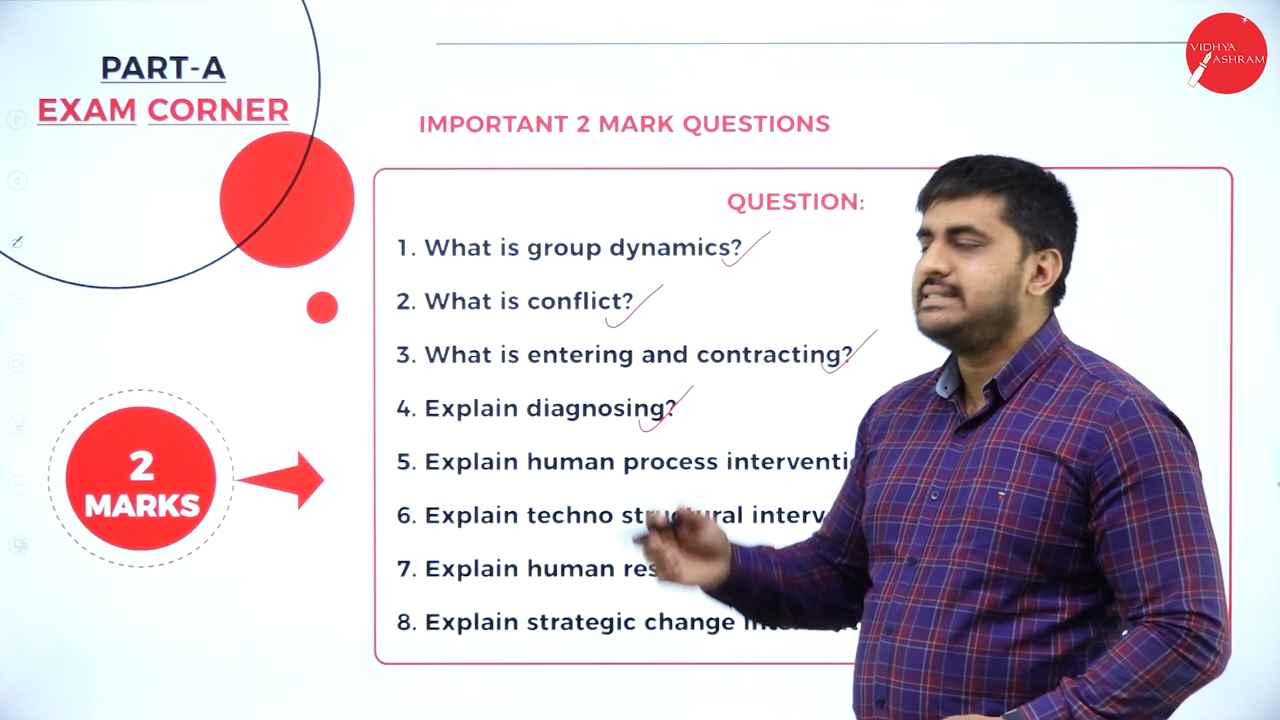 PART-A
EXAM CORNER
VIDHYA
ASHRAM
IMPORTANT 2 MARK QUESTIONS
QUESTION:
1. What is group dynamics?
2. What is conflict?
3. What is entering and contracting?
4. Explain diagnosing?
5. Explain human process
6. Explain techno
7. Explain human
8. Explain strategic change
2
MARKS